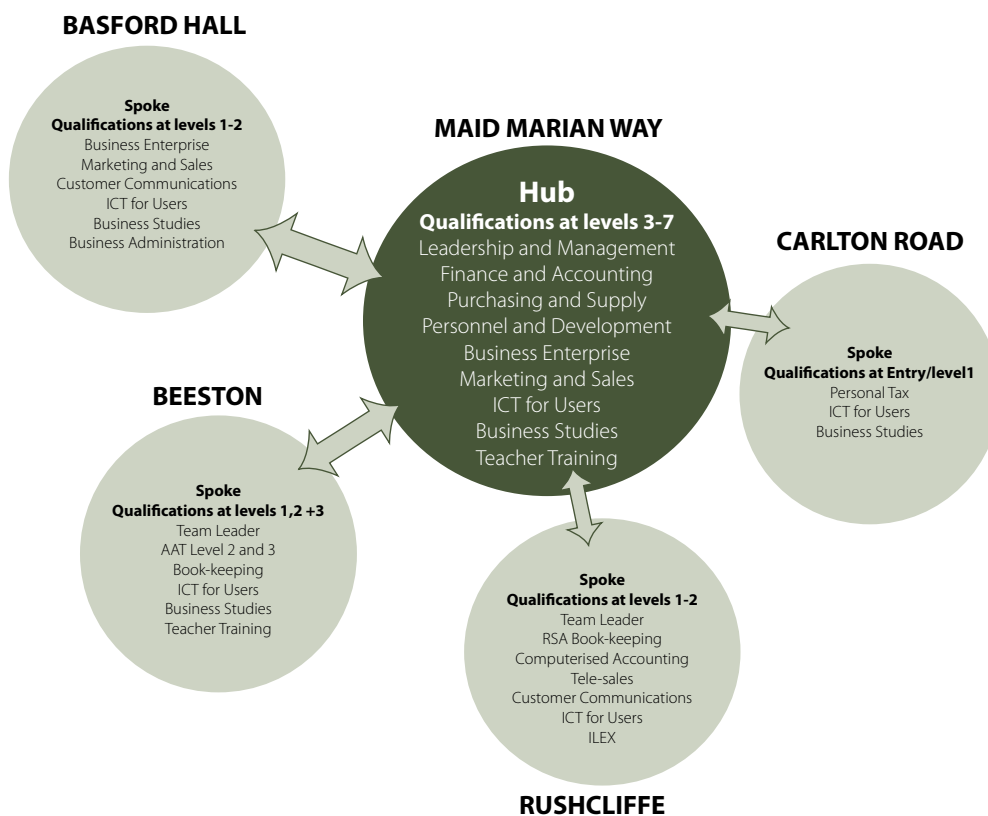 BASFORD HALL
Spoke
Qualifications at levels 1-2
Business Enterprise
Marketing and Sales
Customer Communications
ICT for Users
Business Studies
Business Administration
MAID MARIAN WAY
Hub
Qualifications at levels 3-7
Leadership and Management
Finance and Accounting
Purchasing and Supply
Personnel and Development
Business Enterprise
Marketing and Sales
ICT for Users
Business Studies
Teacher Training
CARLTON ROAD
Spoke
Qualifications at Entry/level1
Personal Tax
ICT for Users
Business Studies
BEESTON
Spoke
Qualifications at levels 1,2 +3
Team Leader
AAT Level 2 and 3
Book-keeping
ICT for Users
Business Studies
Teacher Training
Spoke
Qualifications at levels 1-2
Team Leader
RSA Book-keeping
Computerised Accounting
Tele-sales
Customer Communications
ICT for Users
ILEX
RUSHCLIFFE